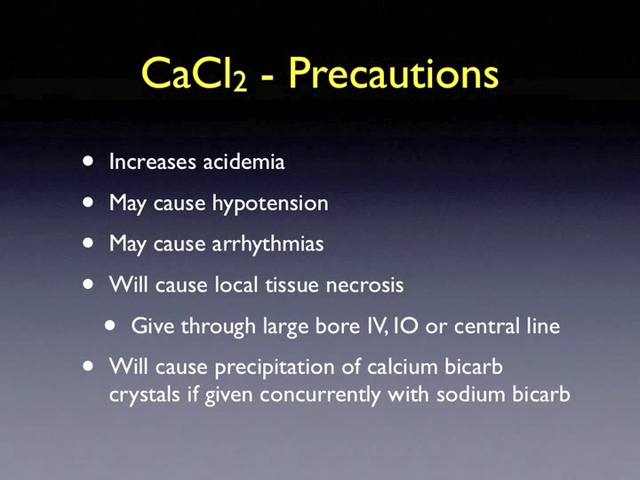 CaCl₂ - Precautions
• Increases acidemia
• May cause hypotension
• May cause arrhythmias
• Will cause local tissue necrosis
• Give through large bore IV, IO or central line
• Will cause precipitation of calcium bicarb
crystals if given concurrently with sodium bicarb